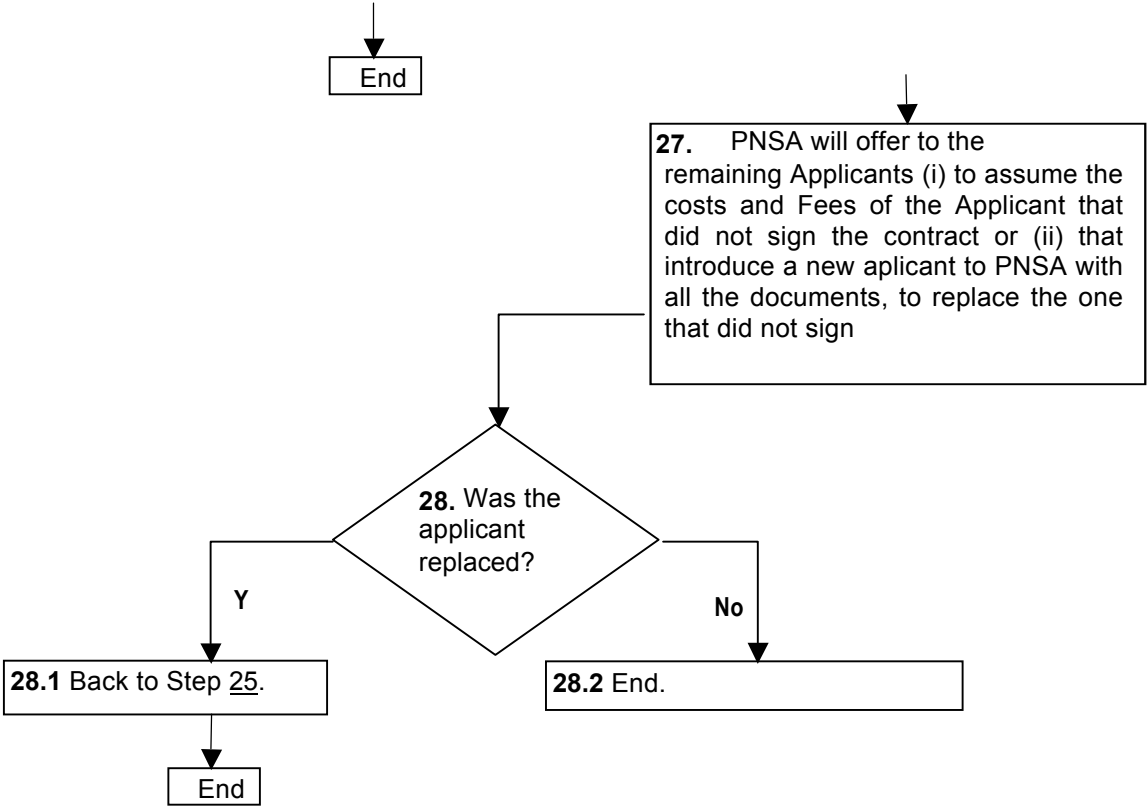 End
27. PNSA will offer to the
remaining Applicants (i) to assume the
costs and Fees of the Applicant that
did not sign the contract or (ii) that
introduce a new aplicant to PNSA with
all the documents, to replace the one
that did not sign
28. Was the
applicant
replaced?
Y
No
28.1 Back to Step 25.
28.2 End.
End